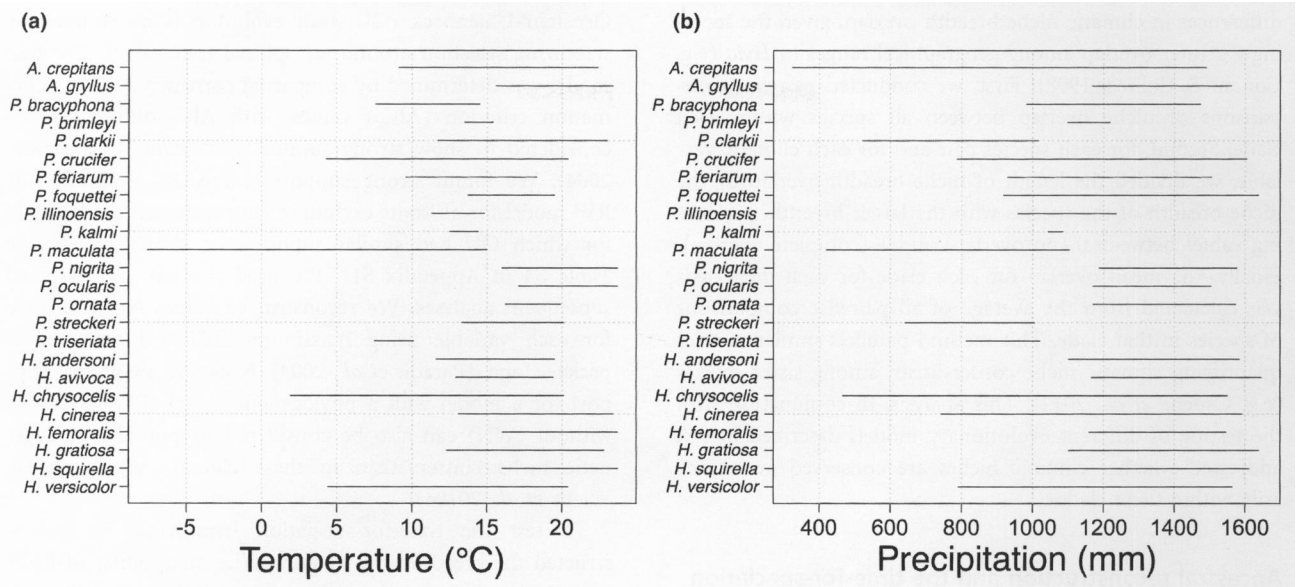 (a)
A. crepitans
A. gryllus
P. bracyphona
P. brimleyi
P. clarkii
P. crucifer
P. feriarum
P. foquettei
P. illinoensis
P. kalmi
P. maculata
P. nigrita
P. ocularis
P. ornata
P. streckeri
P. triseriata
H. andersoni
H. avivoca
H. chrysocelis
H. cinerea
H. femoralis
H. gratiosa
H. squirella
H. versicolor
-5 0 5 10 15 20
Temperature (°C)
(b)
A. crepitans
A. gryllus
P. bracyphona
P. brimleyi
P. clarkii
P. crucifer
P. feriarum
P. foquettei
P. illinoensis
P. kalmi
P. maculata
P. nigrita
P. ocularis
P. ornata
P. streckeri
P. triseriata
H. andersoni
H. avivoca
H. chrysocelis
H. cinerea
H. femoralis
H. gratiosa
H. squirella
H. versicolor
400 600 800 1000 1200 1400 1600
Precipitation (mm)